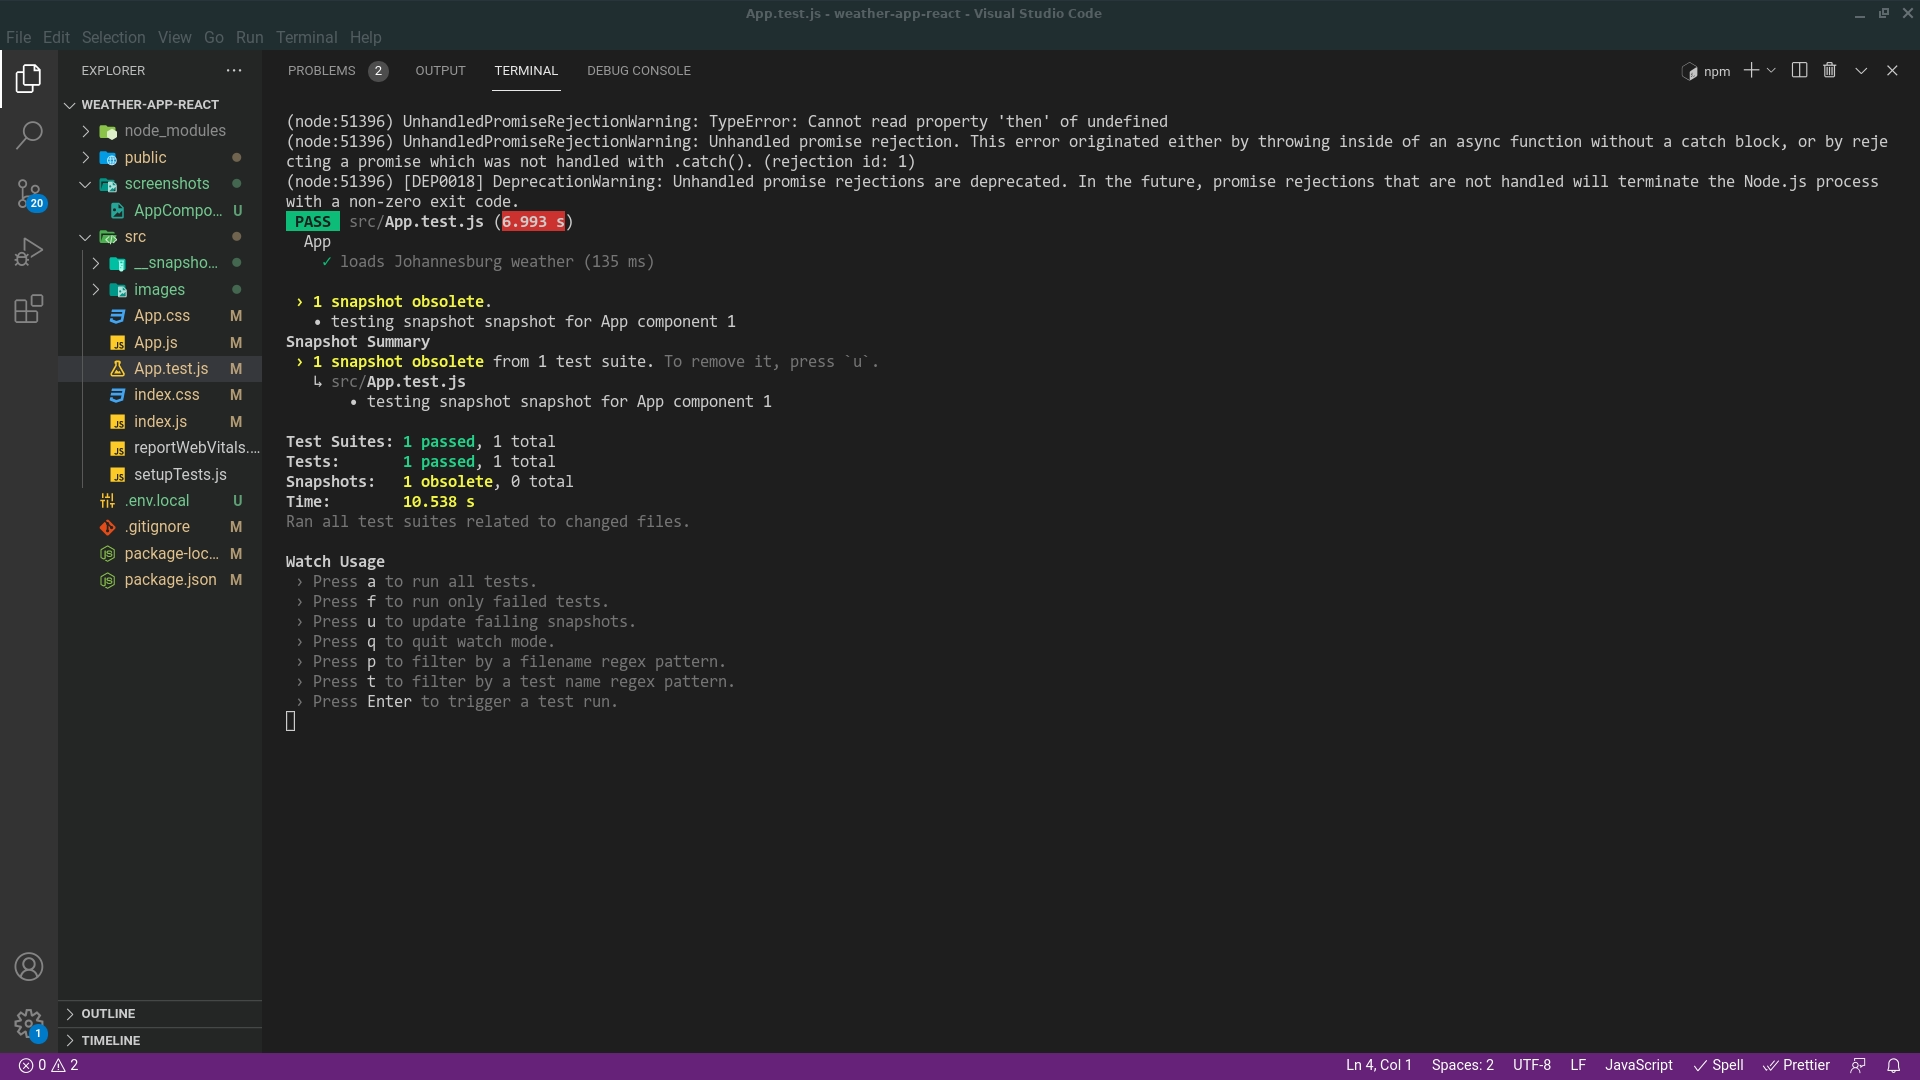 App.test.js - weather-app-react - Visual Studio Code
File Edit Selection View Go Run Terminal Help
EXPLORER
WEATHER-APP-REACT
node_modules
public
screenshots
AppCompo... U
src
__snapsho...
images
App.css M
App.js M
App.test.js M
index.css M
index.js M
reportWebVitals....
setupTests.js
.env.local U
.gitignore M
package-loc... M
package.json M
OUTLINE
TIMELINE
20
1
PROBLEMS 2 OUTPUT TERMINAL DEBUG CONSOLE
npm
(node:51396) UnhandledPromiseRejectionWarning: TypeError: Cannot read property 'then' of undefined
(node:51396) UnhandledPromiseRejectionWarning: Unhandled promise rejection. This error originated either by throwing inside of an async function without a catch block, or by reje
cting a promise which was not handled with .catch(). (rejection id: 1)
(node:51396) [DEP0018] DeprecationWarning: Unhandled promise rejections are deprecated. In the future, promise rejections that are not handled will terminate the Node.js process
with a non-zero exit code.
PASS src/App.test.js (6.993 s)
App
✓ loads Johannesburg weather (135 ms)
› 1 snapshot obsolete.
• testing snapshot snapshot for App component 1
Snapshot Summary
› 1 snapshot obsolete from 1 test suite. To remove it, press `u`.
↳ src/App.test.js
• testing snapshot snapshot for App component 1
Test Suites: 1 passed, 1 total
Tests: 1 passed, 1 total
Snapshots: 1 obsolete, 0 total
Time: 10.538 s
Ran all test suites related to changed files.
Watch Usage
› Press a to run all tests.
› Press f to run only failed tests.
› Press u to update failing snapshots.
› Press q to quit watch mode.
› Press p to filter by a filename regex pattern.
› Press t to filter by a test name regex pattern.
› Press Enter to trigger a test run.
0 2
Ln 4, Col 1 Spaces: 2 UTF-8 LF JavaScript ✓ Spell ✓✓ Prettier